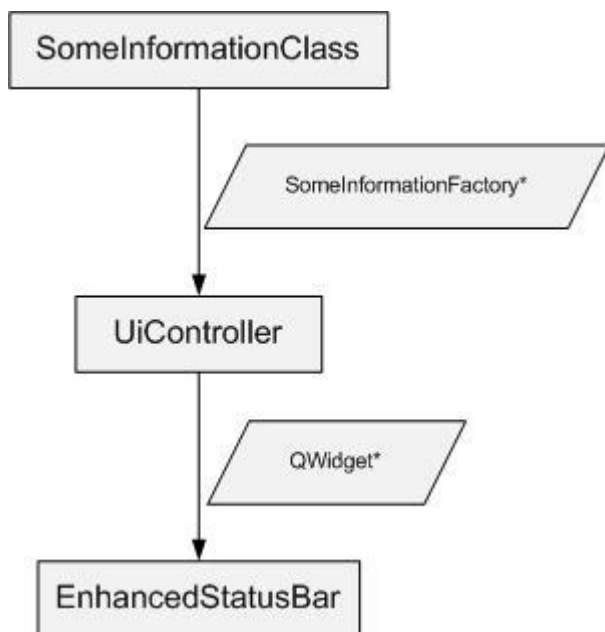 SomeInformationClass
SomeInformationFactory*
UiController
QWidget*
EnhancedStatusBar